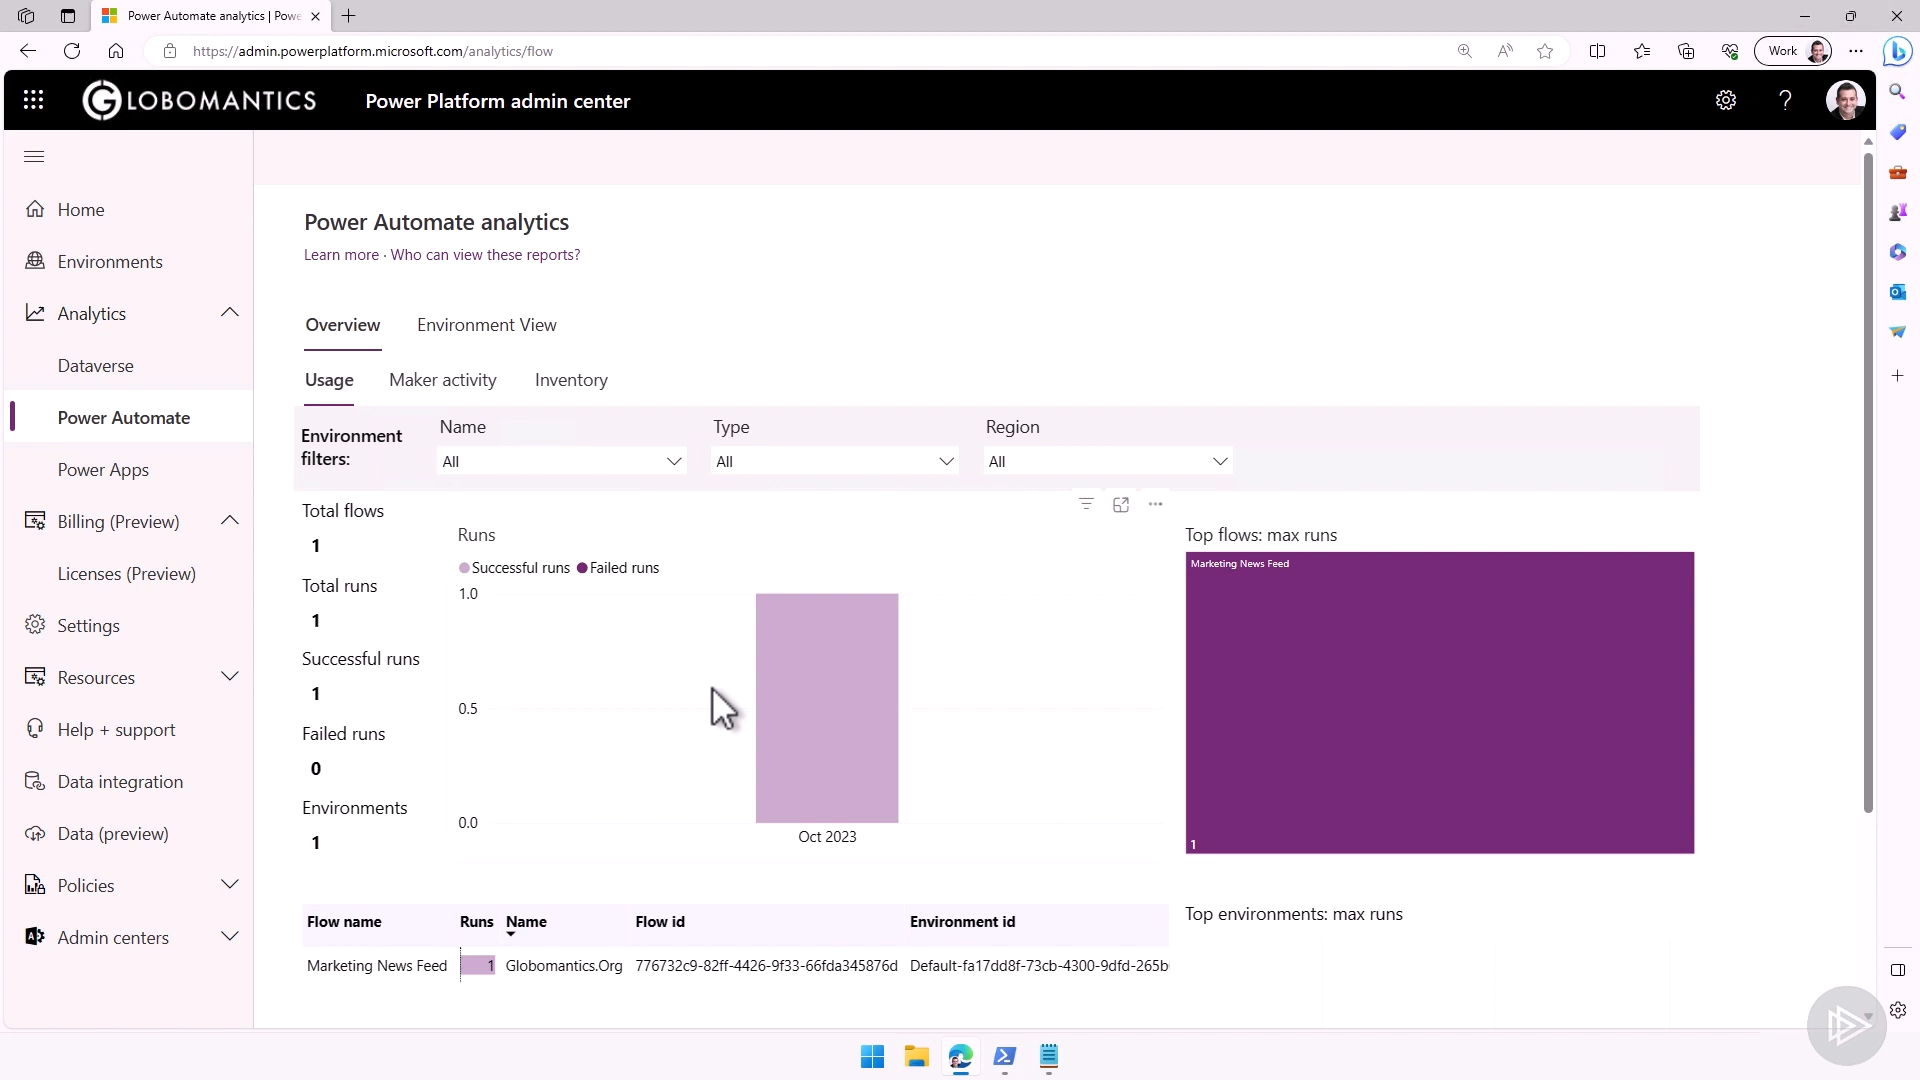 Power Automate analytics | Powe
https://admin.powerplatform.microsoft.com/analytics/flow
Work
GLOBOMANTICS
Power Platform admin center
Home
Environments
Analytics
Dataverse
Power Automate
Power Apps
Billing (Preview)
Licenses (Preview)
Settings
Resources
Help + support
Data integration
Data (preview)
Policies
Admin centers
Power Automate analytics
Learn more · Who can view these reports?
Overview
Environment View
Usage
Maker activity
Inventory
Environment
filters:
Name
All
Type
All
Region
All
Total flows
1
Total runs
1
Successful runs
1
Failed runs
0
Environments
1
Runs
Successful runs
Failed runs
1.0
0.5
0.0
Oct 2023
Top flows: max runs
Marketing News Feed
1
Flow name Runs Name Flow id Environment id
Marketing News Feed 1 Globomantics.Org 776732c9-82ff-4426-9f33-66fda345876d Default-fa17dd8f-73cb-4300-9dfd-265b
Top environments: max runs